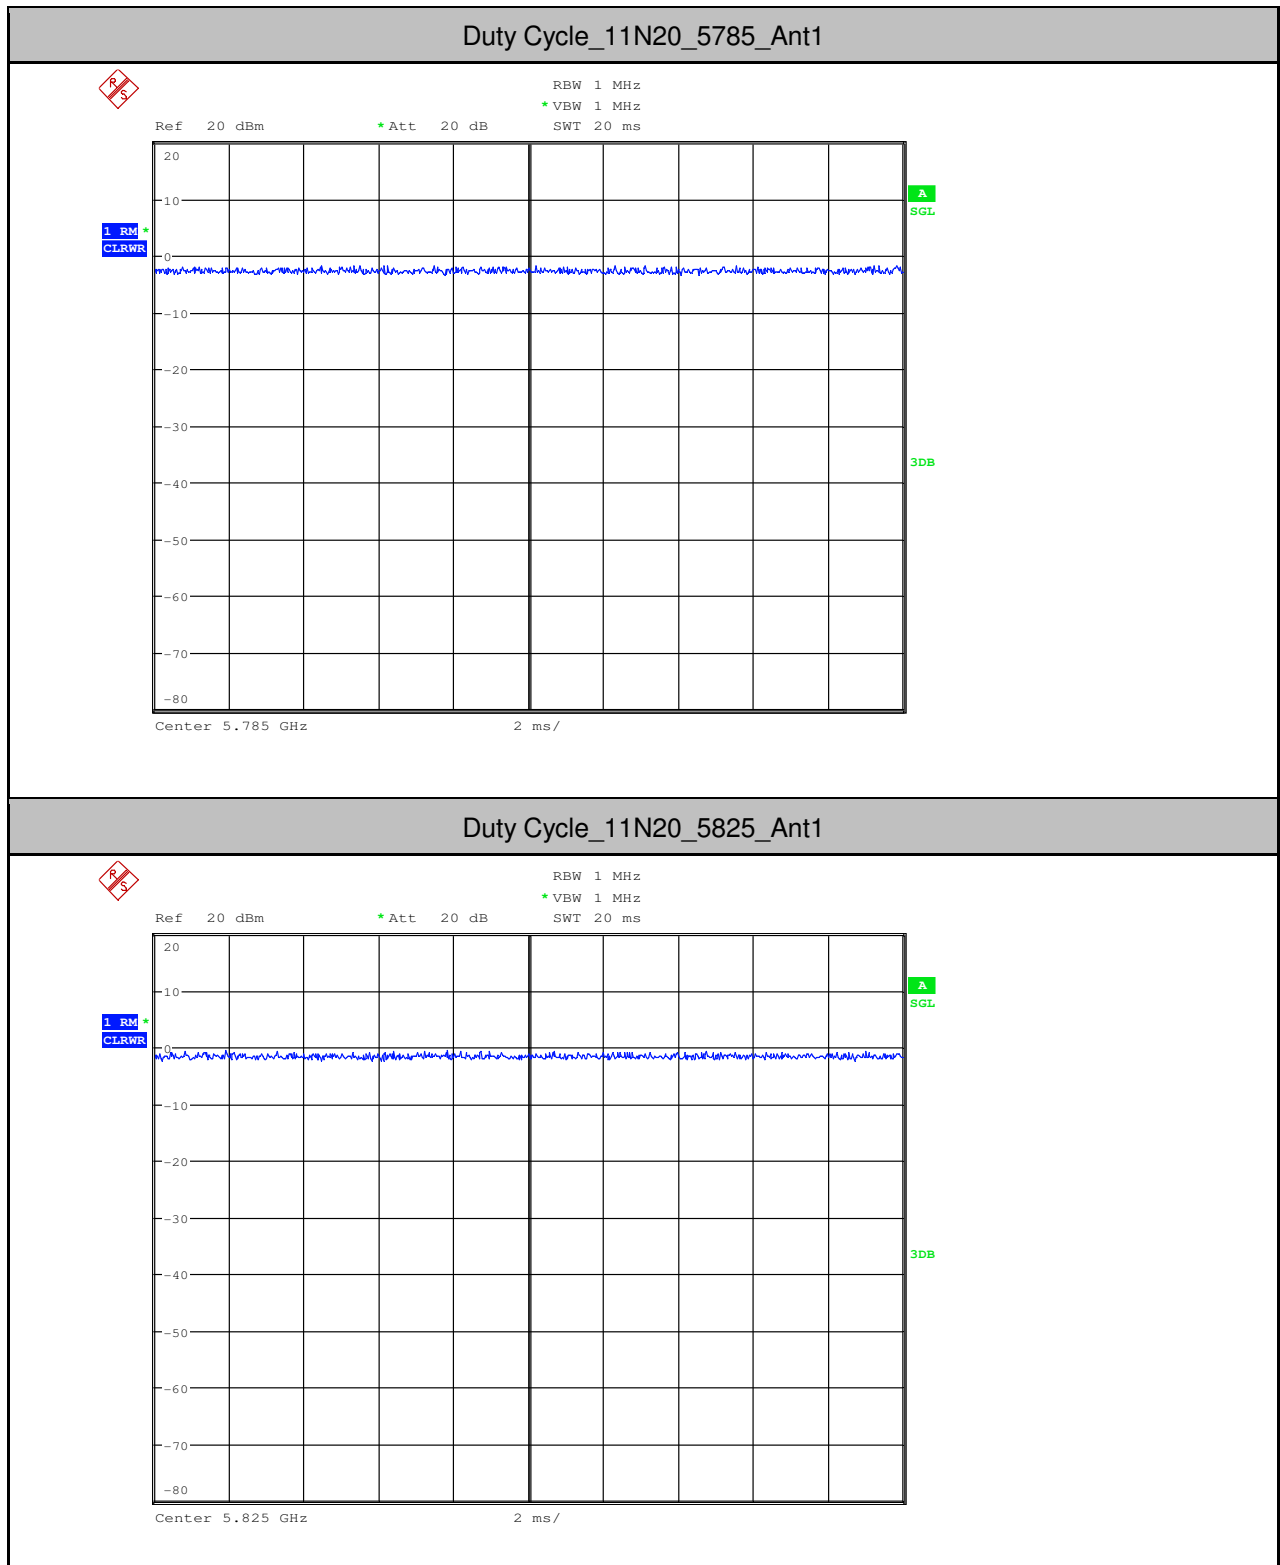 Duty Cycle_11N20_5785_Ant1
R S
RBW 1 MHz
* VBW 1 MHz
Ref 20 dBm * Att 20 dB SWT 20 ms
20
A
10
SGL
1 RM *
CLRWR
0
-10
-20
-30
3DB
-40
-50
-60
-70
-80
Center 5.785 GHz 2 ms/
Duty Cycle_11N20_5825_Ant1
R S
RBW 1 MHz
* VBW 1 MHz
Ref 20 dBm * Att 20 dB SWT 20 ms
20
A
10
SGL
1 RM *
CLRWR
0
-10
-20
-30
3DB
-40
-50
-60
-70
-80
Center 5.825 GHz 2 ms/